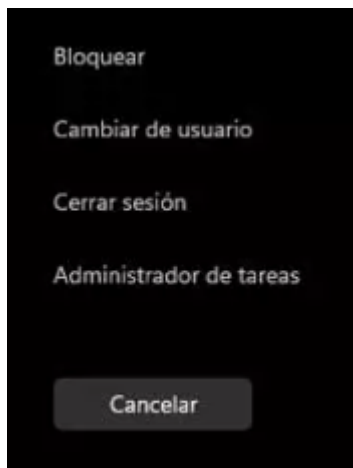 Bloquear
Cambiar de usuario
Cerrar sesión
Administrador de tareas
Cancelar